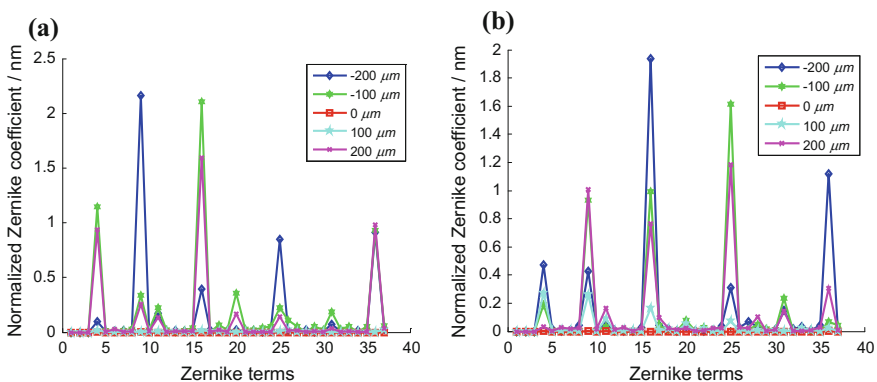 (a)
Normalized Zernike coefficient / nm
2.5
2
1.5
1
0.5
0
0 5 10 15 20 25 30 35 40
Zernike terms
-200 μm
-100 μm
0 μm
100 μm
200 μm
(b)
Normalized Zernike coefficient / nm
2
1.8
1.6
1.4
1.2
1
0.8
0.6
0.4
0.2
0
0 5 10 15 20 25 30 35 40
Zernike terms
-200 μm
-100 μm
0 μm
100 μm
200 μm